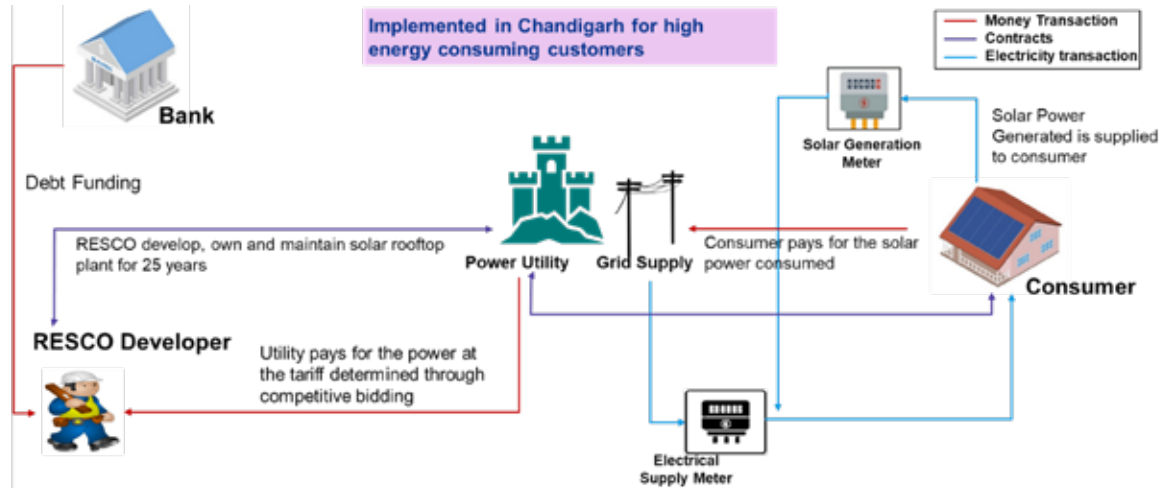 Implemented in Chandigarh for high
energy consuming customers
Money Transaction
Contracts
Electricity transaction
Bank
Solar Generation
Meter
Solar Power
Generated is supplied
to consumer
Debt Funding
RESCO develop, own and maintain solar rooftop
plant for 25 years
Power Utility
Grid Supply
Consumer pays for the solar
power consumed
Consumer
RESCO Developer
Utility pays for the power at
the tariff determined through
competitive bidding
Electrical
Supply Meter